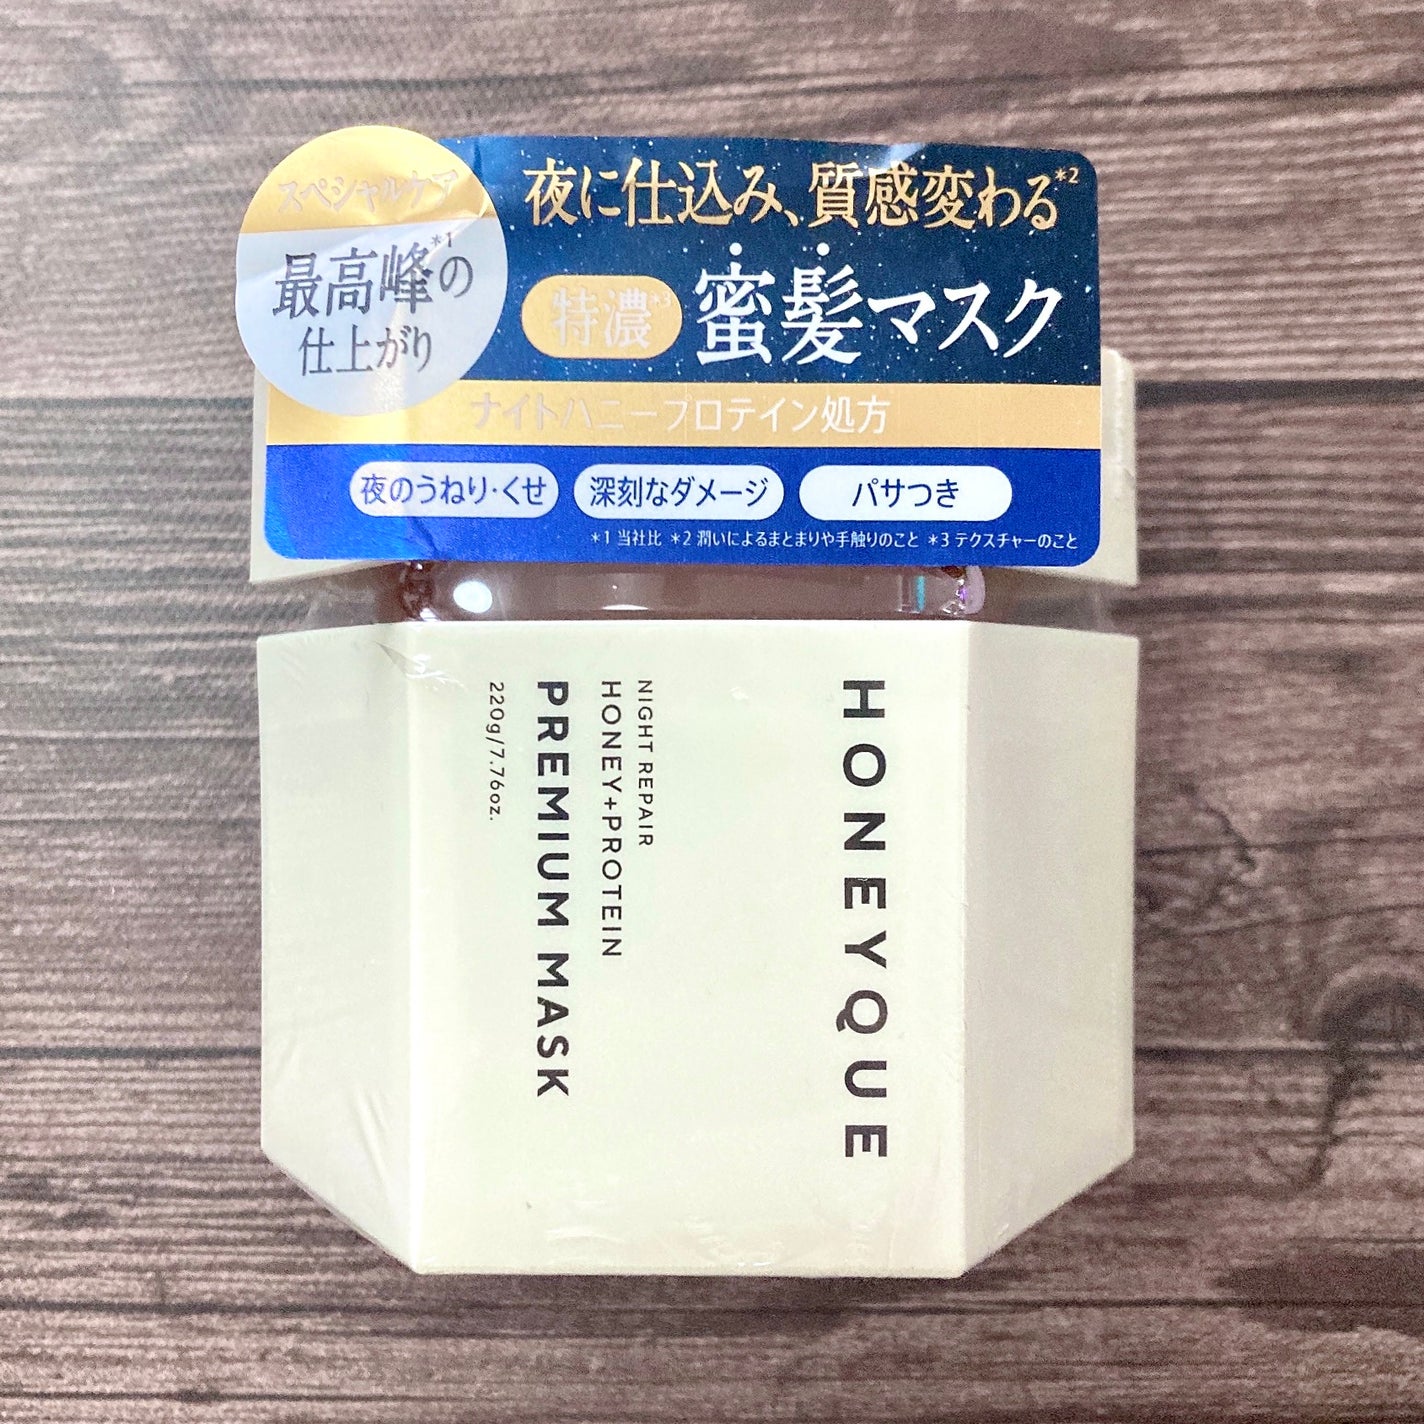 スペシャルケア
最高峰*1の
仕上がり
夜に仕込み、質感変わる*2
特濃*3 蜜髪マスク
ナイトハニープロテイン処方
夜のうねり・くせ
深刻なダメージ
パサつき
*1 当社比 *2 潤いによるまとまりや手触りのこと *3 テクスチャーのこと
HONEYQUE
NIGHT REPAIR
HONEY+PROTEIN
PREMIUM MASK
220g/7.76oz.